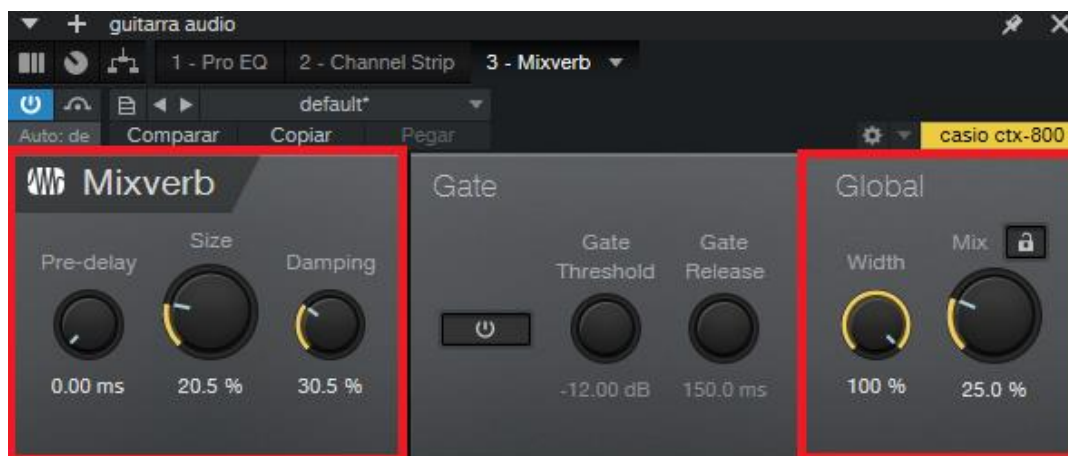 guitarra audio
1 - Pro EQ 2 - Channel Strip 3 - Mixverb
default*
Auto: de Comparar Copiar Pegar casio ctx-800
Mixverb Gate Global
Pre-delay Size Damping Gate Threshold Gate Release Width Mix
0.00 ms 20.5 % 30.5 % -12.00 dB 150.0 ms 100 % 25.0 %